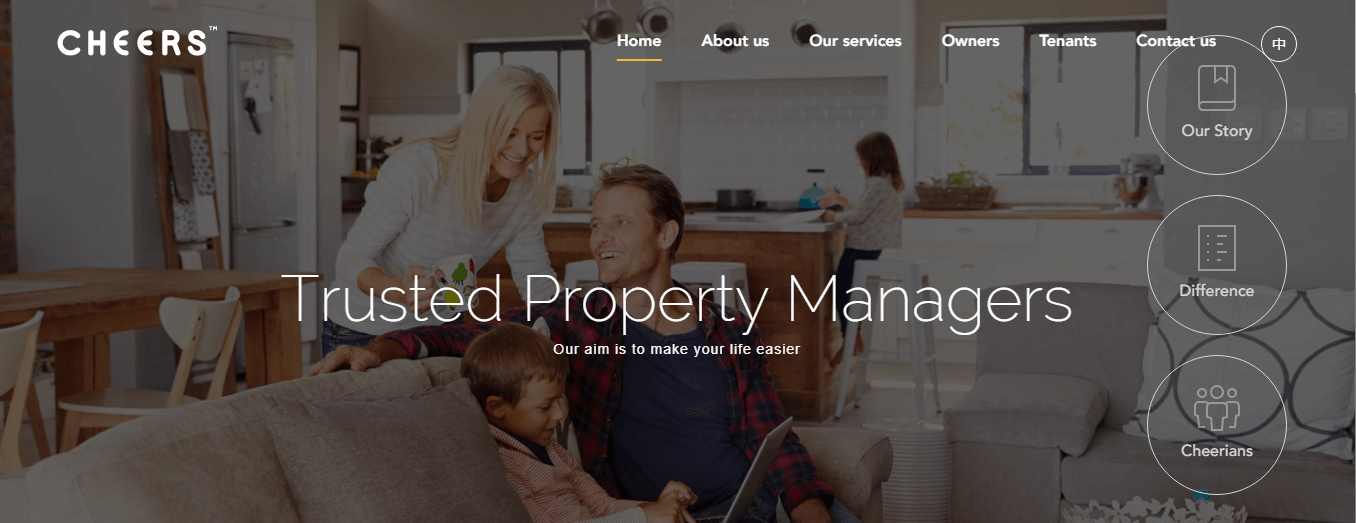 CHEERS™
Home About us Our services Owners Tenants Contact us 中
Our Story
Difference
Trusted Property Managers
Our aim is to make your life easier
Cheerians